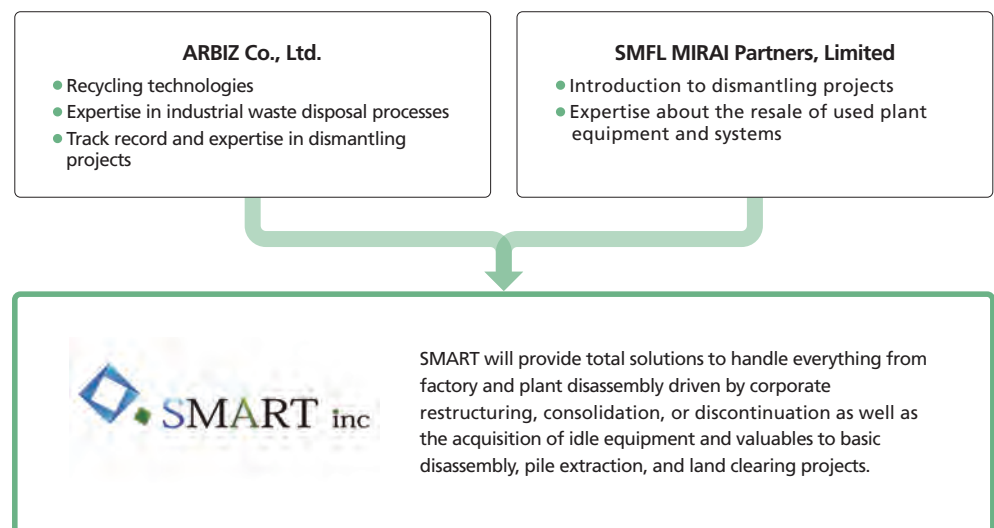 ARBIZ Co., Ltd.
• Recycling technologies
• Expertise in industrial waste disposal processes
• Track record and expertise in dismantling
projects
SMFL MIRAI Partners, Limited
• Introduction to dismantling projects
• Expertise about the resale of used plant
equipment and systems
SMART inc
SMART will provide total solutions to handle everything from
factory and plant disassembly driven by corporate
restructuring, consolidation, or discontinuation as well as
the acquisition of idle equipment and valuables to basic
disassembly, pile extraction, and land clearing projects.